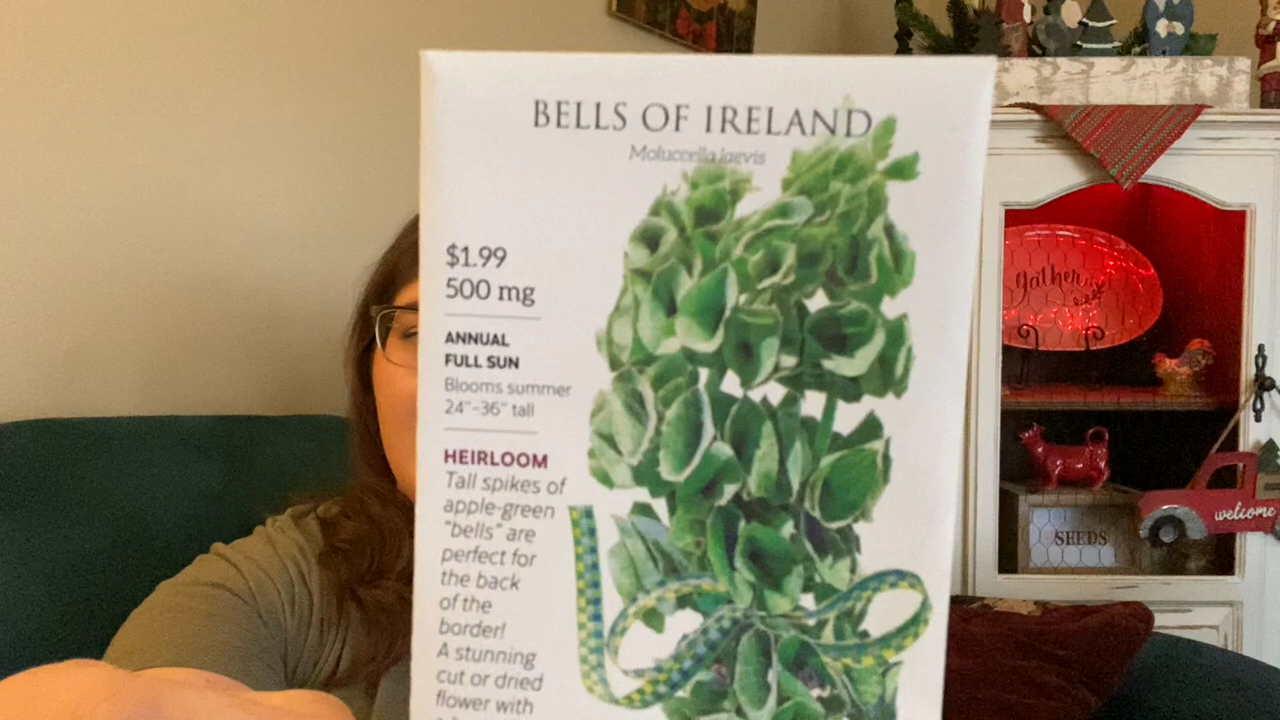 BELLS OF IRELAND
Moluccella laevis
$1.99
500 mg
ANNUAL
FULL SUN
Blooms summer
24"-36" tall
HEIRLOOM
Tall spikes of
apple-green
"bells" are
perfect for
the back
of the
border!
A stunning
cut or dried
flower with
gather
SEEDS
welcome